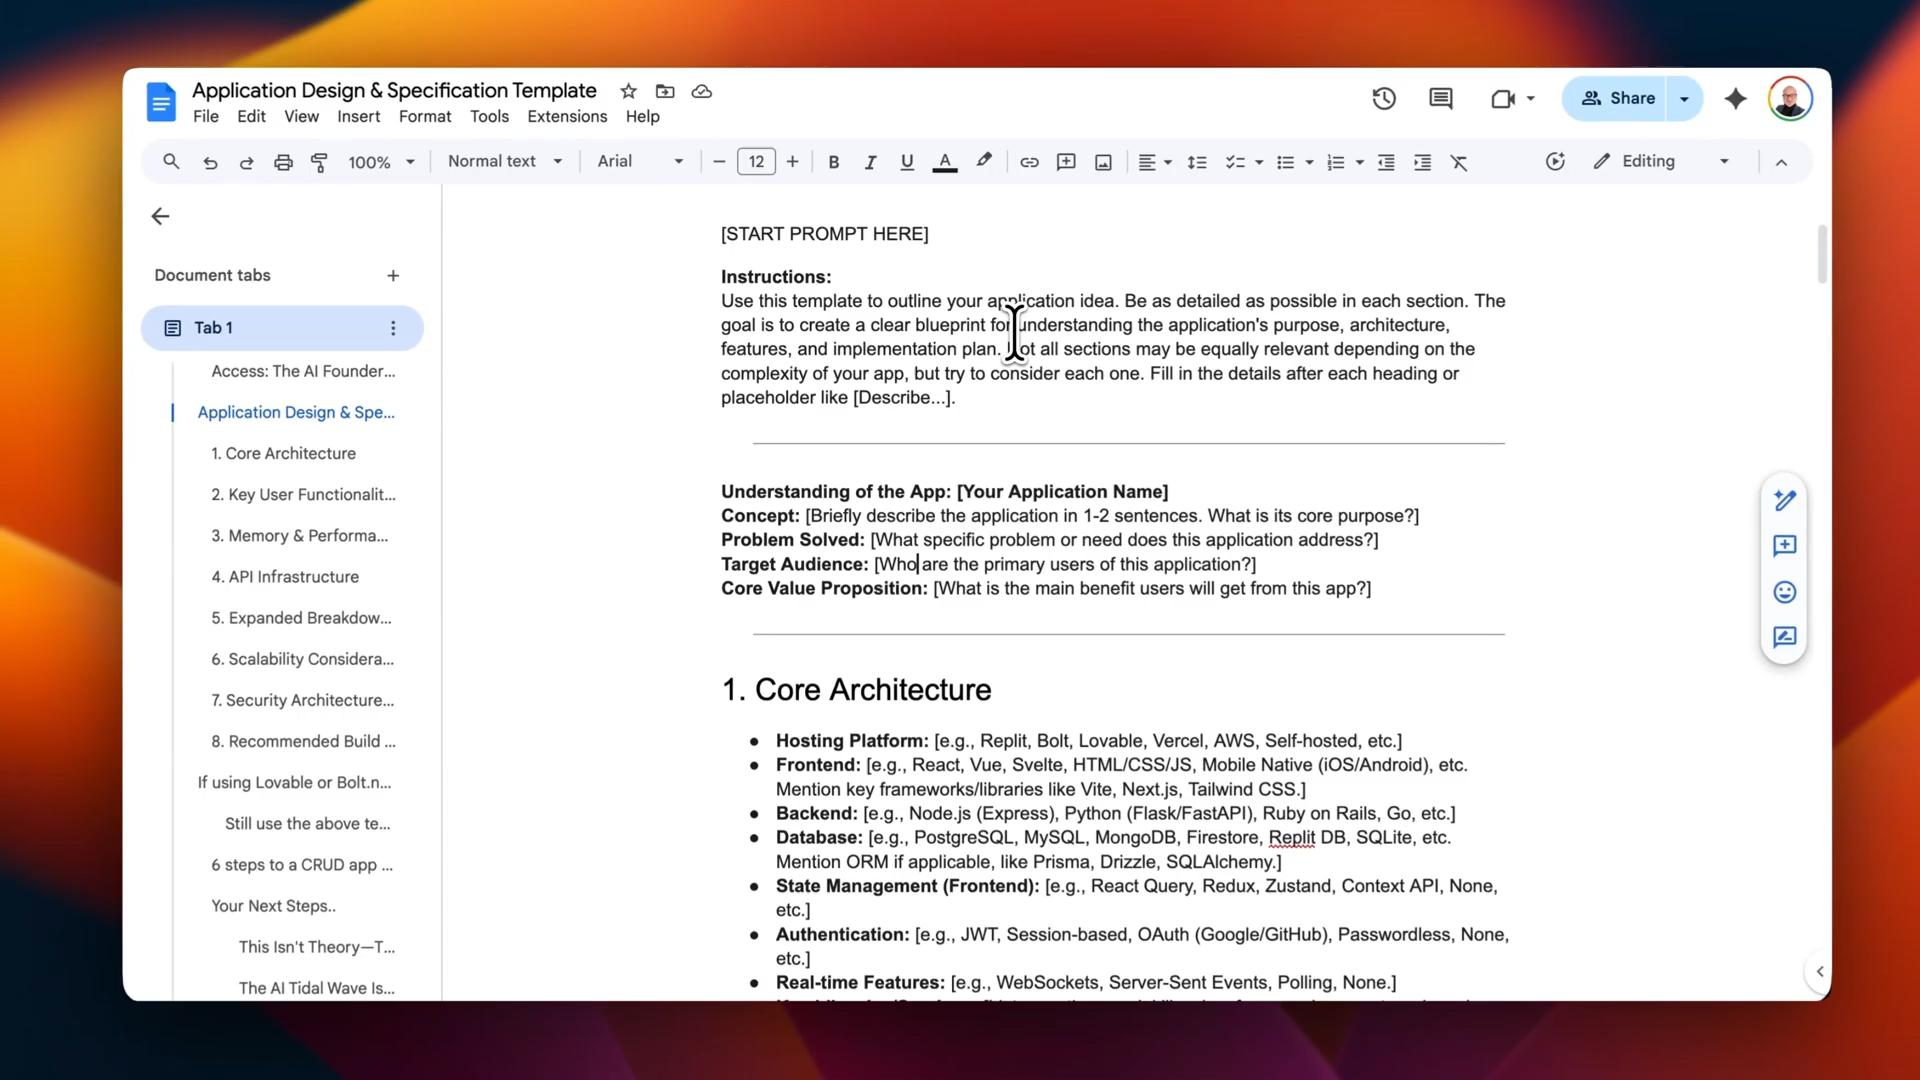 Application Design & Specification Template
File Edit View Insert Format Tools Extensions Help
Share
100% Normal text Arial 12 Editing
Document tabs
Tab 1
Access: The AI Founder...
Application Design & Spe...
1. Core Architecture
2. Key User Functionalit...
3. Memory & Performa...
4. API Infrastructure
5. Expanded Breakdow...
6. Scalability Considera...
7. Security Architecture...
8. Recommended Build ...
If using Lovable or Bolt.n...
Still use the above te...
6 steps to a CRUD app ...
Your Next Steps..
This Isn't Theory—T...
The AI Tidal Wave Is...
[START PROMPT HERE]
Instructions:
Use this template to outline your application idea. Be as detailed as possible in each section. The
goal is to create a clear blueprint for understanding the application's purpose, architecture,
features, and implementation plan. Not all sections may be equally relevant depending on the
complexity of your app, but try to consider each one. Fill in the details after each heading or
placeholder like [Describe...].
Understanding of the App: [Your Application Name]
Concept: [Briefly describe the application in 1-2 sentences. What is its core purpose?]
Problem Solved: [What specific problem or need does this application address?]
Target Audience: [Who are the primary users of this application?]
Core Value Proposition: [What is the main benefit users will get from this app?]
1. Core Architecture
● Hosting Platform: [e.g., Replit, Bolt, Lovable, Vercel, AWS, Self-hosted, etc.]
● Frontend: [e.g., React, Vue, Svelte, HTML/CSS/JS, Mobile Native (iOS/Android), etc.
Mention key frameworks/libraries like Vite, Next.js, Tailwind CSS.]
● Backend: [e.g., Node.js (Express), Python (Flask/FastAPI), Ruby on Rails, Go, etc.]
● Database: [e.g., PostgreSQL, MySQL, MongoDB, Firestore, Replit DB, SQLite, etc.
Mention ORM if applicable, like Prisma, Drizzle, SQLAlchemy.]
● State Management (Frontend): [e.g., React Query, Redux, Zustand, Context API, None,
etc.]
● Authentication: [e.g., JWT, Session-based, OAuth (Google/GitHub), Passwordless, None,
etc.]
● Real-time Features: [e.g., WebSockets, Server-Sent Events, Polling, None.]